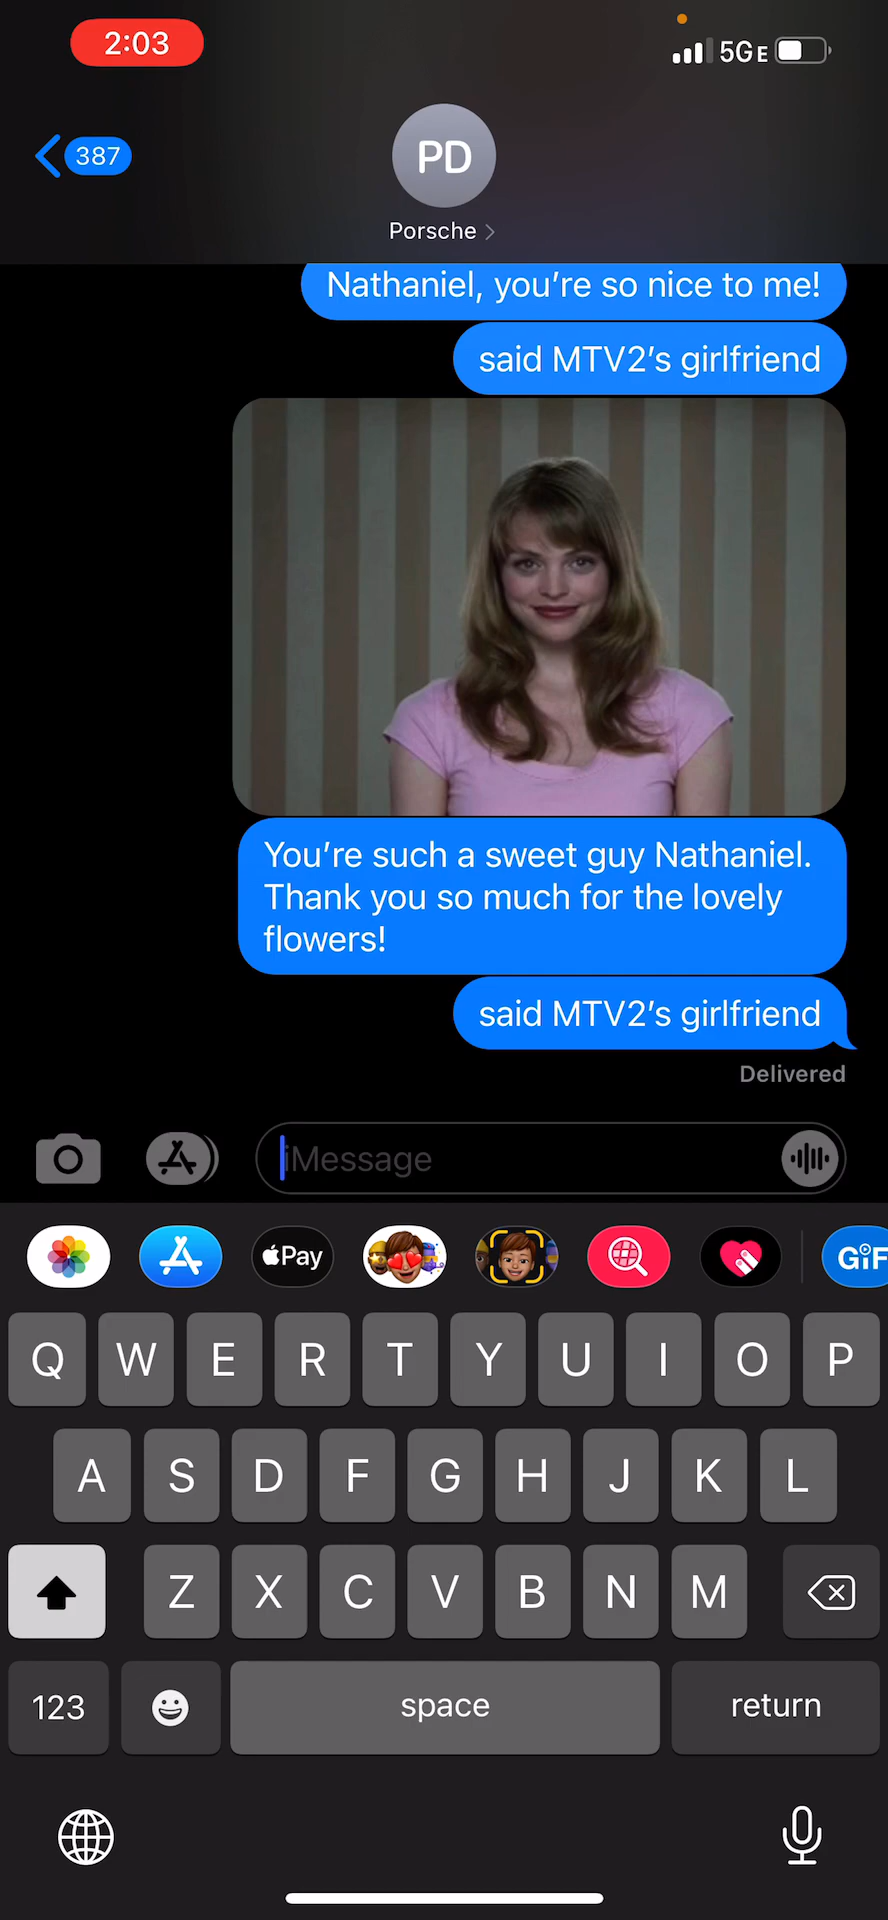 2:03
5GE
387
PD
Porsche
Nathaniel, you're so nice to me!
said MTV2's girlfriend
You're such a sweet guy Nathaniel.
Thank you so much for the lovely
flowers!
said MTV2's girlfriend
Delivered
iMessage
Pay
GIF
Q W E R T Y U I O P
A S D F G H J K L
Z X C V B N M
123
space
return